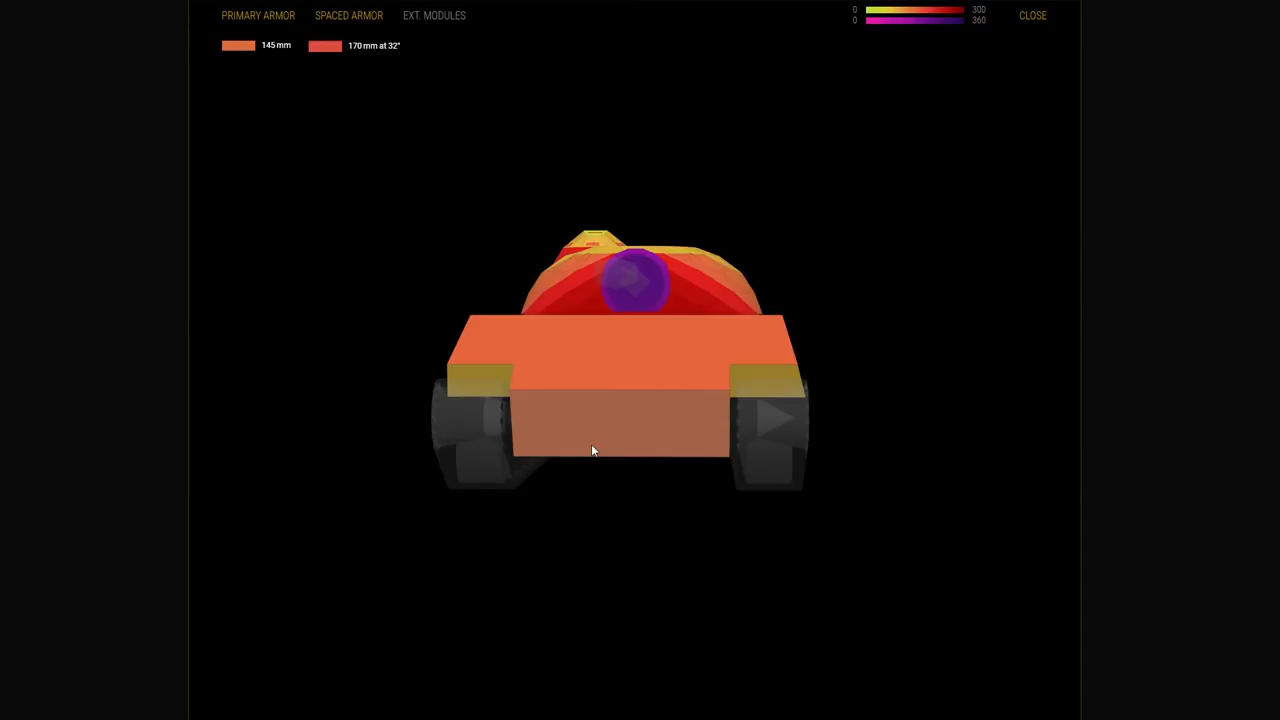 PRIMARY ARMOR SPACED ARMOR EXT. MODULES 0 300 CLOSE
0 360
145 mm 170 mm at 32°